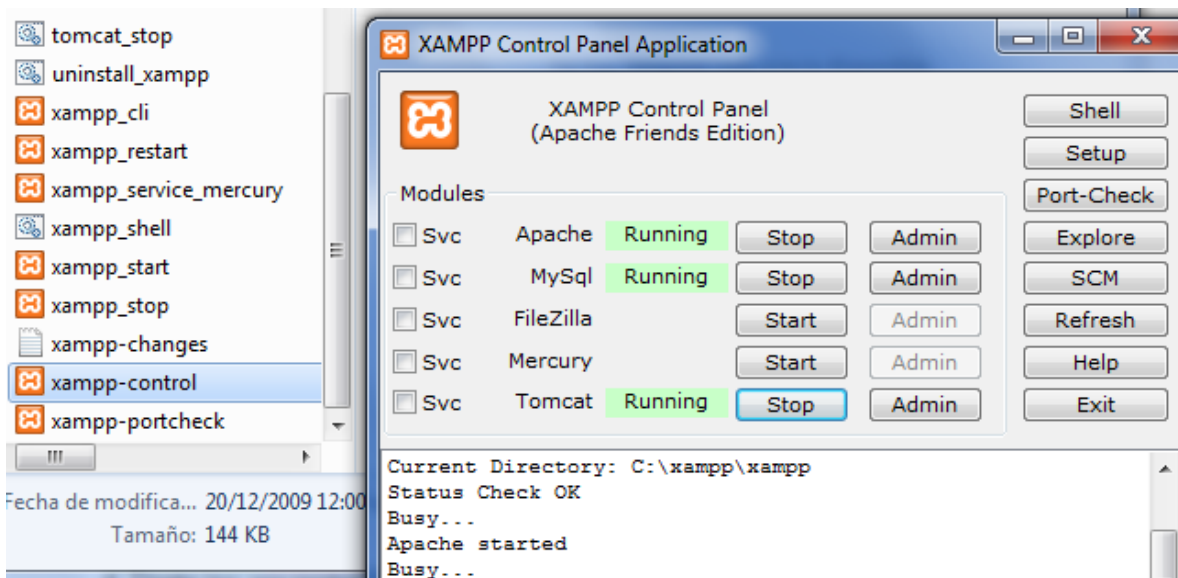 tomcat_stop
uninstall_xampp
xampp_cli
xampp_restart
xampp_service_mercury
xampp_shell
xampp_start
xampp_stop
xampp-changes
xampp-control
xampp-portcheck
Fecha de modifica... 20/12/2009 12:00
Tamaño: 144 KB
XAMPP Control Panel Application
XAMPP Control Panel
(Apache Friends Edition)
Shell
Setup
Port-Check
Explore
SCM
Refresh
Help
Exit
Modules
Svc Apache Running Stop Admin
Svc MySql Running Stop Admin
Svc FileZilla Start Admin
Svc Mercury Start Admin
Svc Tomcat Running Stop Admin
Current Directory: C:\xampp\xampp
Status Check OK
Busy...
Apache started
Busy...